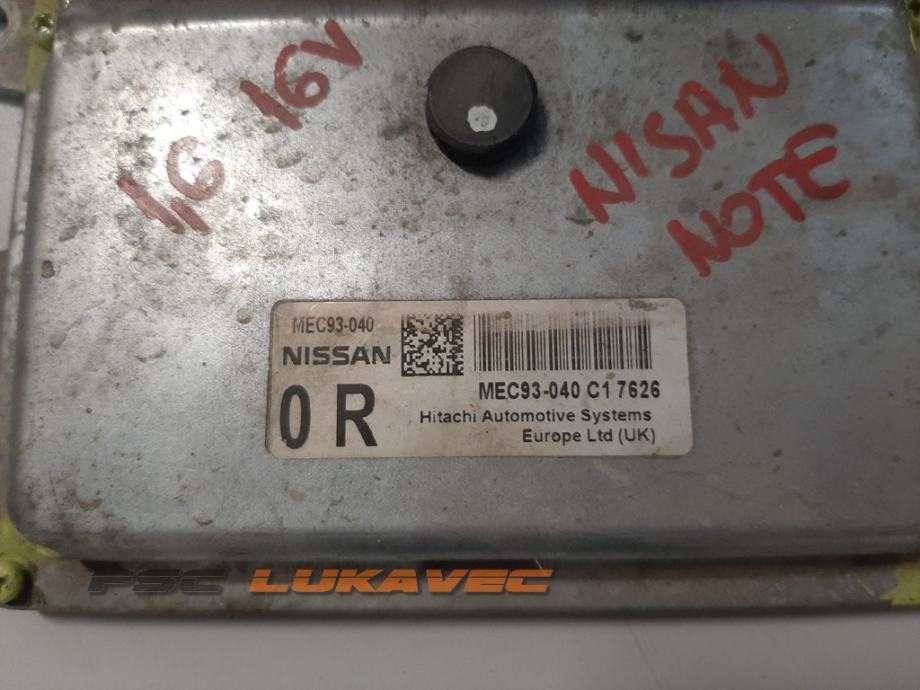 1,6 16V
NISAN
NOTE
MEC93-040
NISSAN
0 R
MEC93-040 C1 7626
Hitachi Automotive Systems
Europe Ltd (UK)
PSC LUKAVEC